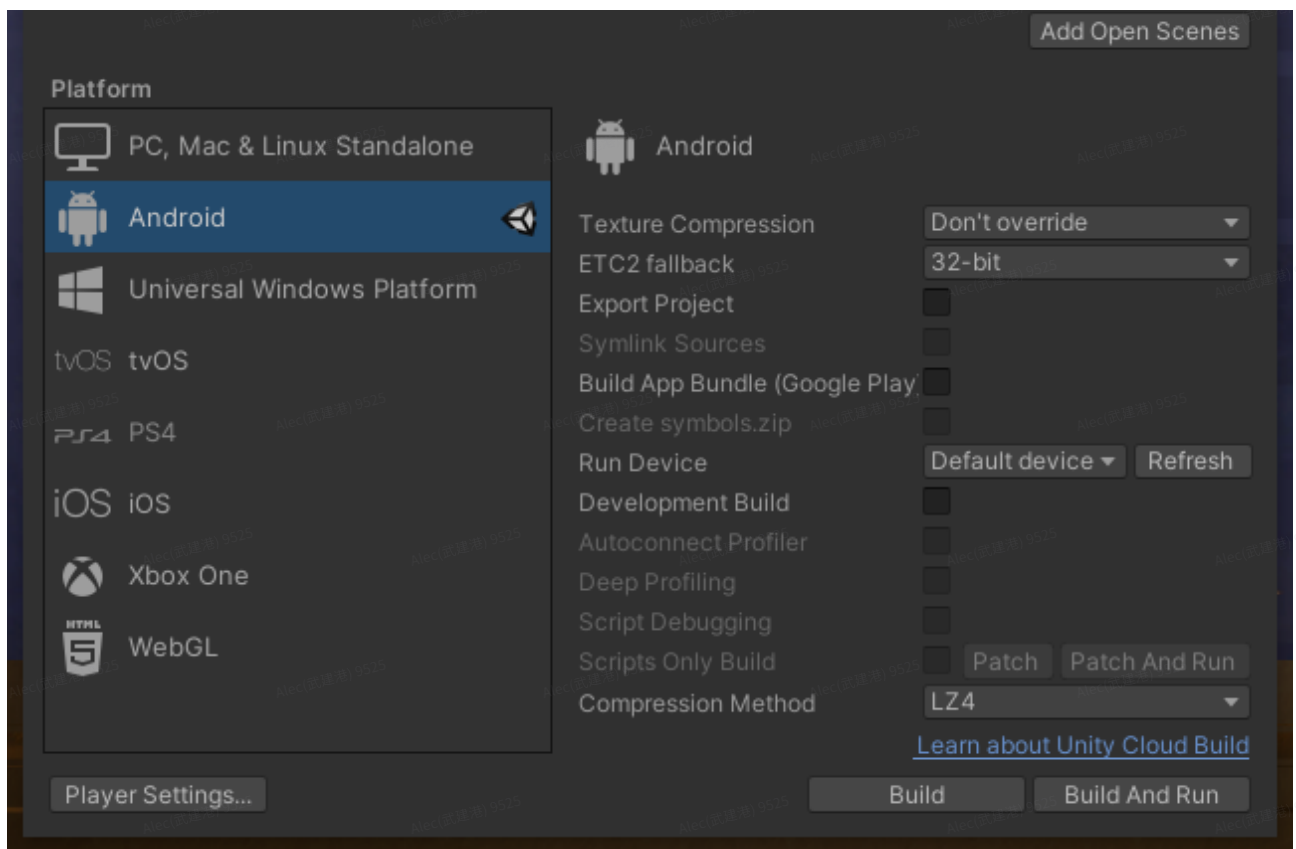 Add Open Scenes
Platform
PC, Mac & Linux Standalone
Android
Universal Windows Platform
tvOS tvOS
PS4 PS4
iOS iOS
Xbox One
HTML
5 WebGL
Android
Texture Compression Don't override
ETC2 fallback 32-bit
Export Project
Symlink Sources
Build App Bundle (Google Play)
Create symbols.zip
Run Device Default device Refresh
Development Build
Autoconnect Profiler
Deep Profiling
Script Debugging
Scripts Only Build Patch Patch And Run
Compression Method LZ4
Learn about Unity Cloud Build
Player Settings... Build Build And Run